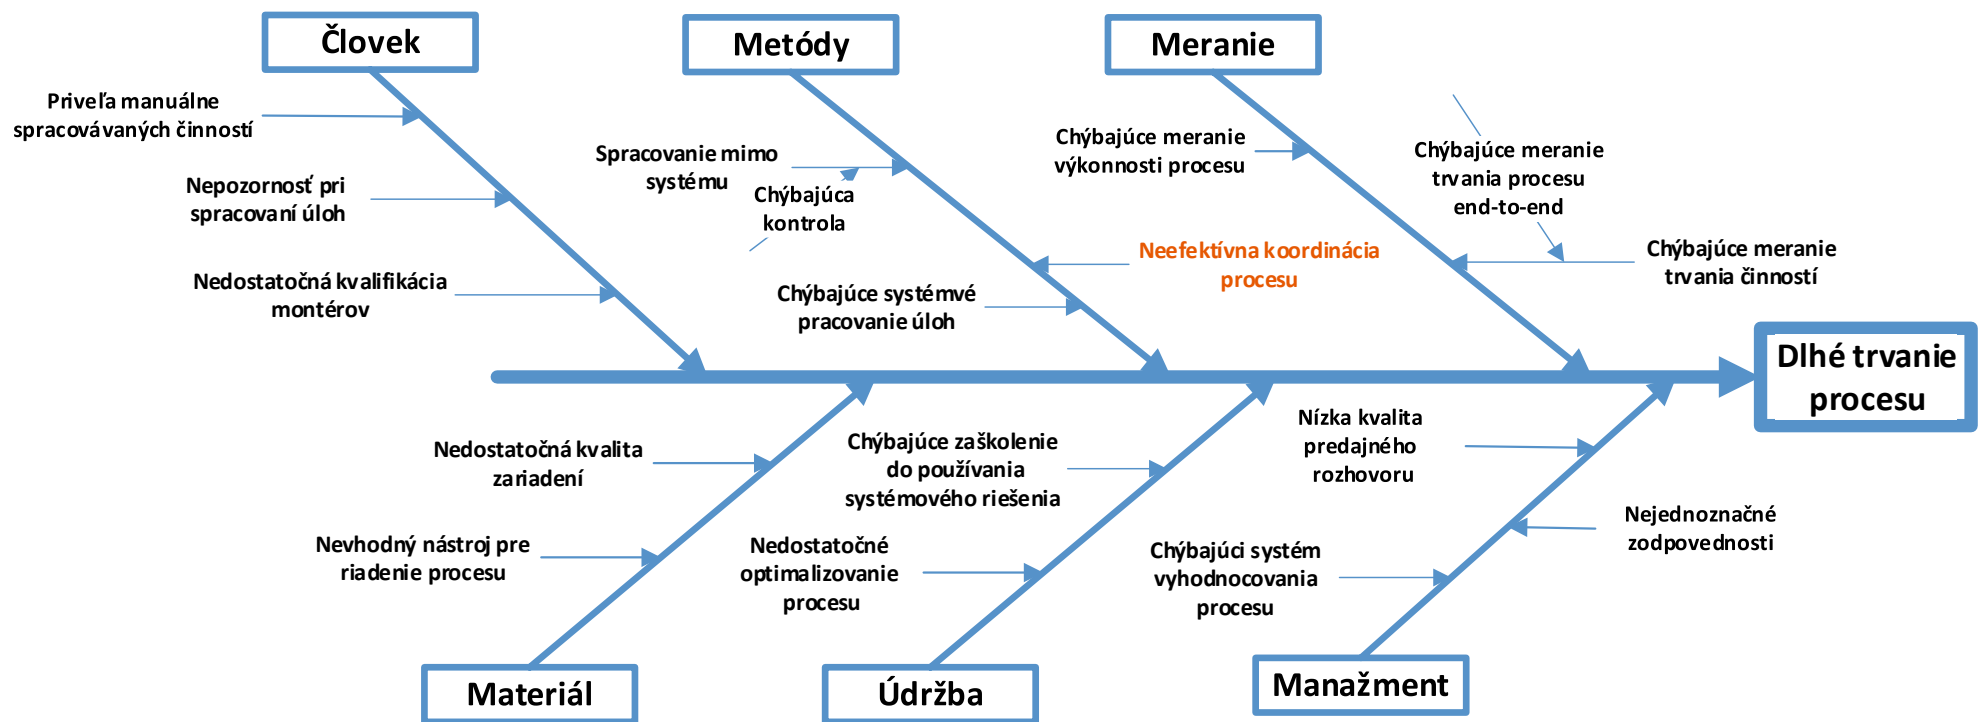 Človek
Metódy
Meranie
Priveľa manuálne
spracovávaných činností
Nepozornosť pri
spracovaní úloh
Nedostatočná kvalifikácia
montérov
Spracovanie mimo
systému
Chýbajúca
kontrola
Neefektívna koordinácia
procesu
Chýbajúce systémvé
pracovanie úloh
Chýbajúce meranie
výkonnosti procesu
Chýbajúce meranie
trvania procesu
end-to-end
Chýbajúce meranie
trvania činností
Dlhé trvanie
procesu
Nedostatočná kvalita
zariadení
Nevhodný nástroj pre
riadenie procesu
Chýbajúce zaškolenie
do používania
systémového riešenia
Nedostatočné
optimalizovanie
procesu
Nízka kvalita
predajného
rozhovoru
Nejednoznačné
zodpovednosti
Chýbajúci systém
vyhodnocovania
procesu
Materiál
Údržba
Manažment